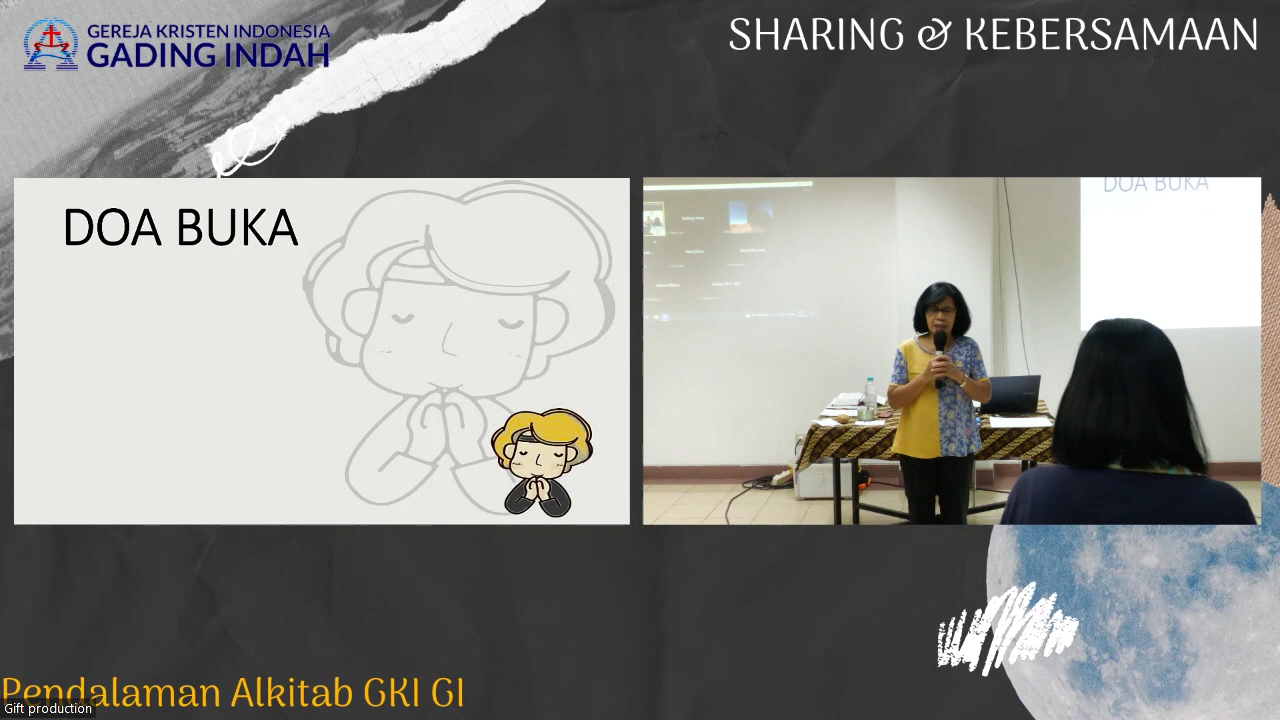 GEREJA KRISTEN INDONESIA
GADING INDAH
SHARING & KEBERSAMAAN
DOA BUKA
DOA BUKA
Pendalaman Alkitab GKI GI
Gift production